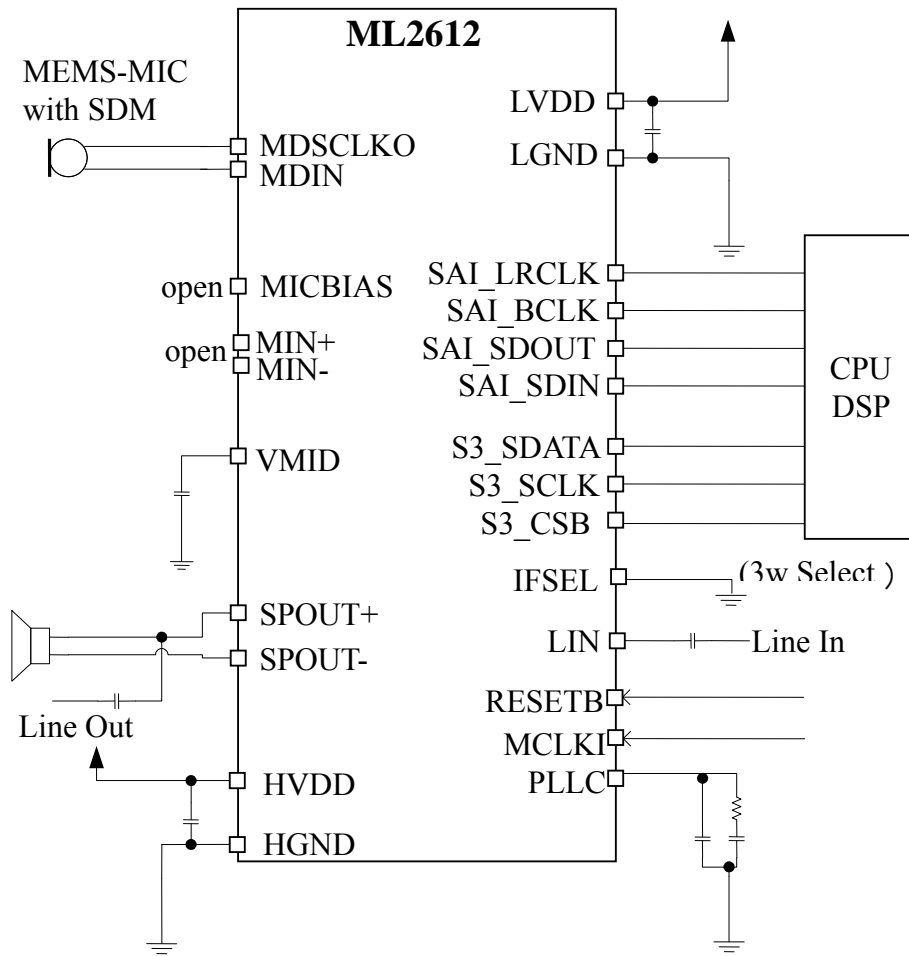 ML2612
MEMS-MIC
with SDM
MDSCLKO
MDIN
open
MICBIAS
open
MIN+
MIN-
VMID
SPOUT+
SPOUT-
Line Out
HVDD
HGND
LVDD
LGND
SAI_LRCLK
SAI_BCLK
SAI_SDOUT
SAI_SDIN
S3_SDATA
S3_SCLK
S3_CSB
CPU
DSP
IFSEL
(3w Select )
LIN
Line In
RESETB
MCLKI
PLLC